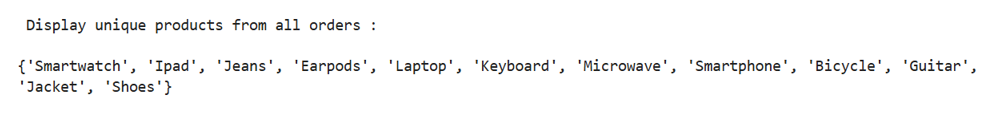 Display unique products from all orders :
{'Smartwatch', 'Ipad', 'Jeans', 'Earpods', 'Laptop', 'Keyboard', 'Microwave', 'Smartphone', 'Bicycle', 'Guitar',
'Jacket', 'Shoes'}